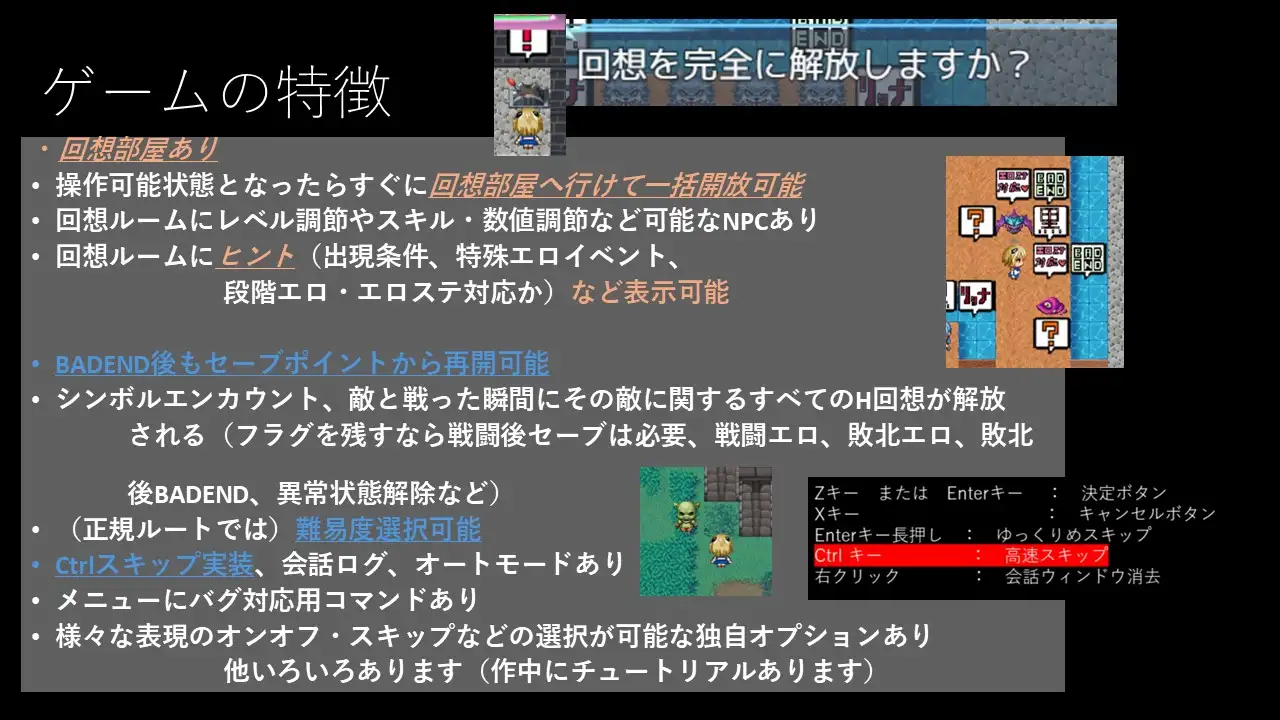 ゲームの特徴
回想を完全に解放しますか？
・回想部屋あり
• 操作可能状態となったらすぐに回想部屋へ行けて一括開放可能
• 回想ルームにレベル調節やスキル・数値調節など可能なNPCあり
• 回想ルームにヒント（出現条件、特殊エロイベント、
段階エロ・エロステ対応か）など表示可能
• BADEND後もセーブポイントから再開可能
• シンボルエンカウント、敵と戦った瞬間にその敵に関するすべてのH回想が解放
される（フラグを残すなら戦闘後セーブは必要、戦闘エロ、敗北エロ、敗北
後BADEND、異常状態解除など）
• （正規ルートでは）難易度選択可能
• Ctrlスキップ実装、会話ログ、オートモードあり
• メニューにバグ対応用コマンドあり
• 様々な表現のオンオフ・スキップなどの選択が可能な独自オプションあり
他いろいろあります（作中にチュートリアルあります）
BAD
END
?
黒
エロステ
対応♥
BAD
END
リッナ
?
Zキー　または　Enterキー　：　決定ボタン
Xキー　：　キャンセルボタン
Enterキー長押し　：　ゆっくりめスキップ
Ctrl キー　：　高速スキップ
右クリック　：　会話ウィンドウ消去